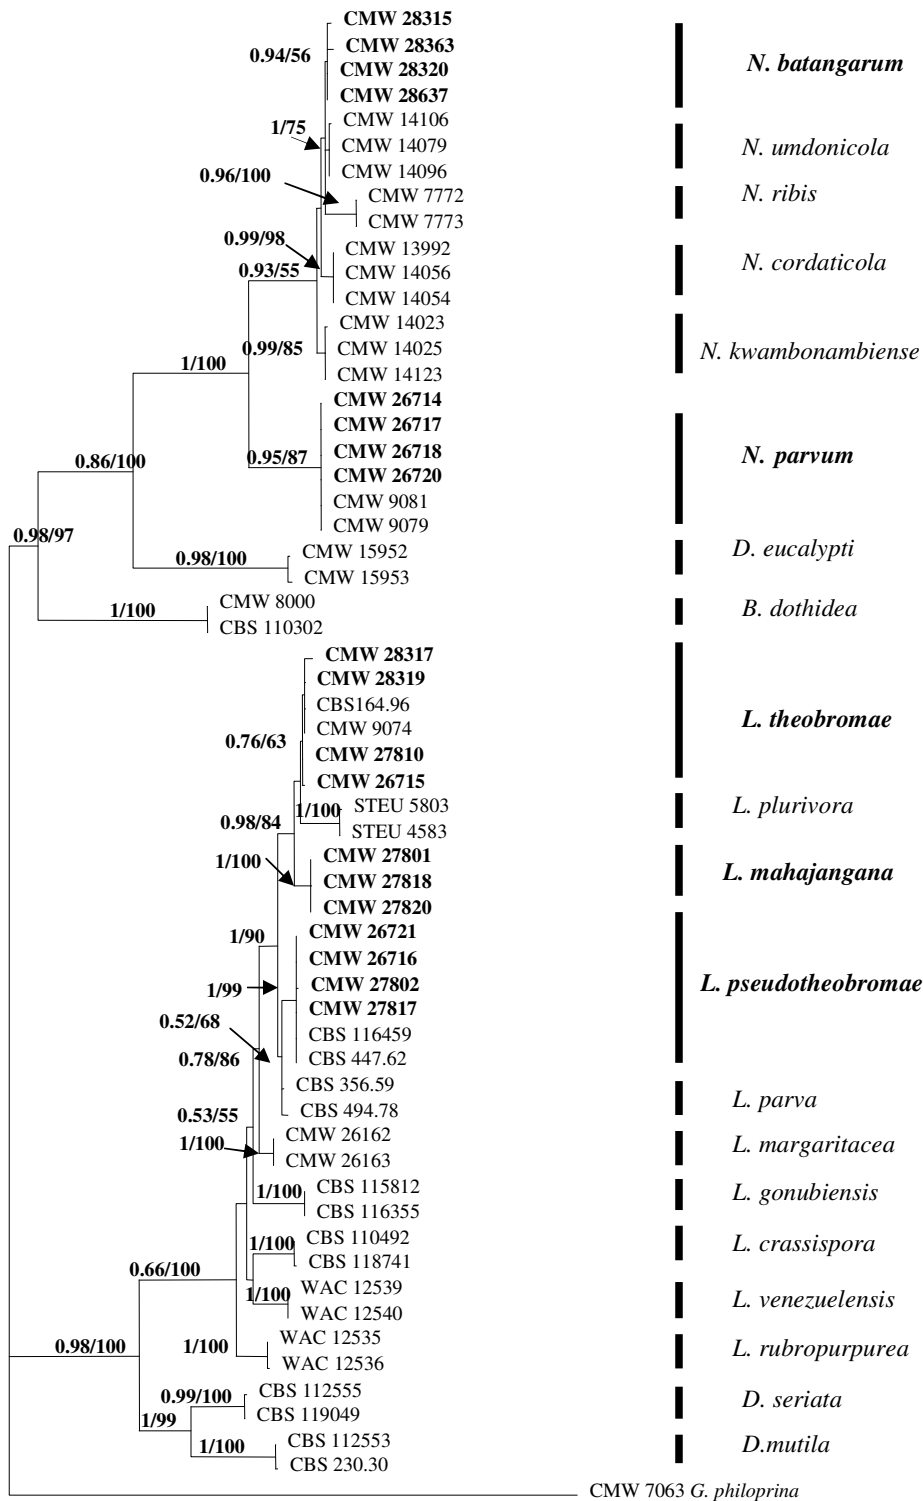 CMW 28315
CMW 28363
0.94/56
N. batangarum
CMW 28320
CMW 28637
CMW 14106
1/75
CMW 14079
N. umdonicola
CMW 14096
0.96/100
CMW 7772
N. ribis
CMW 7773
0.99/98
CMW 13992
N. cordaticola
0.93/55
CMW 14056
CMW 14054
CMW 14023
0.99/85
CMW 14025
N. kwambonambiense
1/100
CMW 14123
CMW 26714
CMW 26717
CMW 26718
N. parvum
0.86/100
0.95/87
CMW 26720
CMW 9081
CMW 9079
0.98/97
CMW 15952
D. eucalypti
0.98/100
CMW 15953
CMW 8000
B. dothidea
1/100
CBS 110302
CMW 28317
CMW 28319
CBS164.96
L. theobromae
CMW 9074
0.76/63
CMW 27810
CMW 26715
STEU 5803
L. plurivora
1/100
0.98/84
STEU 4583
CMW 27801
1/100
CMW 27818
L. mahajangana
CMW 27820
CMW 26721
1/90
CMW 26716
CMW 27802
L. pseudotheobromae
1/99
CMW 27817
0.52/68
CBS 116459
0.78/86
CBS 447.62
CBS 356.59
L. parva
0.53/55
CBS 494.78
CMW 26162
1/100
L. margaritacea
CMW 26163
CBS 115812
1/100
L. gonubiensis
CBS 116355
CBS 110492
1/100
L. crassispora
CBS 118741
0.66/100
WAC 12539
1/100
L. venezuelensis
WAC 12540
WAC 12535
0.98/100
1/100
L. rubropurpurea
WAC 12536
CBS 112555
0.99/100
D. seriata
CBS 119049
1/99
CBS 112553
1/100
D.mutila
CBS 230.30
CMW 7063 G. philoprina